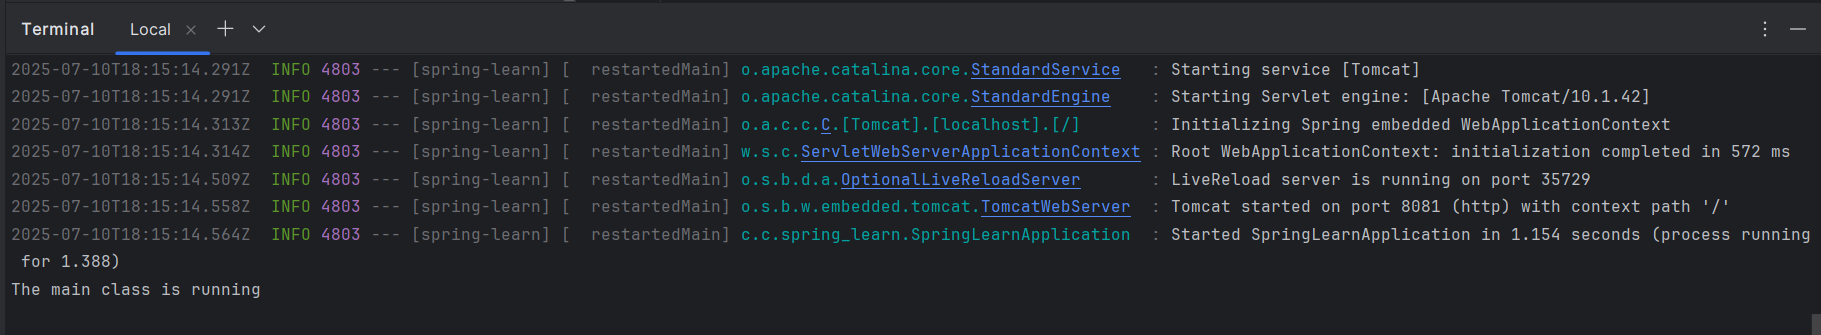 Terminal Local
2025-07-10T18:15:14.291Z  INFO 4803 --- [spring-learn] [  restartedMain] o.apache.catalina.core.StandardService   : Starting service [Tomcat]
2025-07-10T18:15:14.291Z  INFO 4803 --- [spring-learn] [  restartedMain] o.apache.catalina.core.StandardEngine    : Starting Servlet engine: [Apache Tomcat/10.1.42]
2025-07-10T18:15:14.313Z  INFO 4803 --- [spring-learn] [  restartedMain] o.a.c.c.C.[Tomcat].[localhost].[/]       : Initializing Spring embedded WebApplicationContext
2025-07-10T18:15:14.314Z  INFO 4803 --- [spring-learn] [  restartedMain] w.s.c.ServletWebServerApplicationContext : Root WebApplicationContext: initialization completed in 572 ms
2025-07-10T18:15:14.509Z  INFO 4803 --- [spring-learn] [  restartedMain] o.s.b.d.a.OptionalLiveReloadServer       : LiveReload server is running on port 35729
2025-07-10T18:15:14.558Z  INFO 4803 --- [spring-learn] [  restartedMain] o.s.b.w.embedded.tomcat.TomcatWebServer  : Tomcat started on port 8081 (http) with context path '/'
2025-07-10T18:15:14.564Z  INFO 4803 --- [spring-learn] [  restartedMain] c.c.spring_learn.SpringLearnApplication  : Started SpringLearnApplication in 1.154 seconds (process running
 for 1.388)
The main class is running